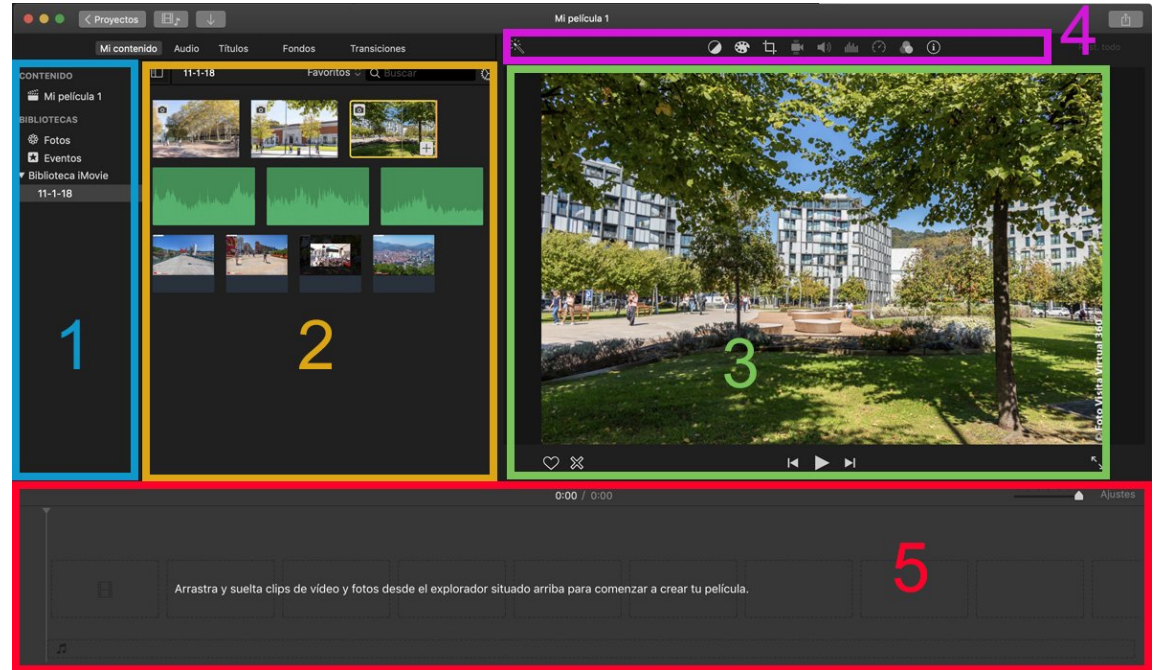 Proyectos
Mi película 1
Mi contenido Audio Títulos Fondos Transiciones
4
todo
CONTENIDO
Mi película 1
BIBLIOTECAS
Fotos
Eventos
Biblioteca iMovie
11-1-18
1
11-1-18 Favoritos Buscar
2
3
© Foto Visita Virtual 360
0:00 / 0:00
Ajustes
5
Arrastra y suelta clips de vídeo y fotos desde el explorador situado arriba para comenzar a crear tu película.